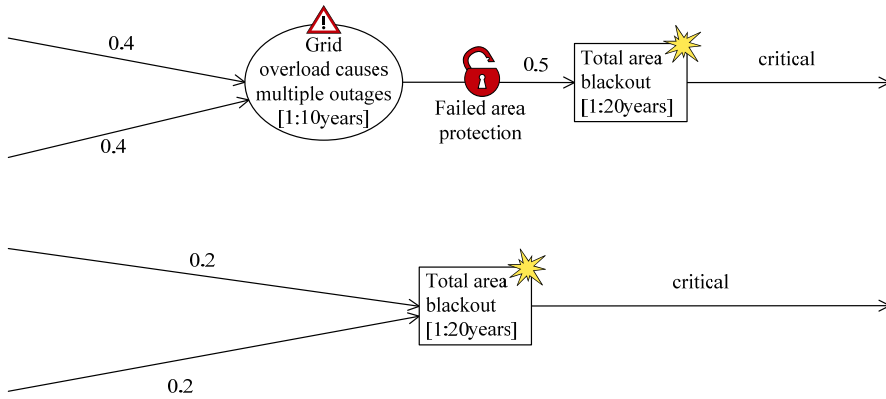 0.4
Grid
overload causes
multiple outages
[1:10years]
0.4
0.5
Failed area
protection
Total area
blackout
[1:20years]
critical
0.2
Total area
blackout
[1:20years]
critical
0.2